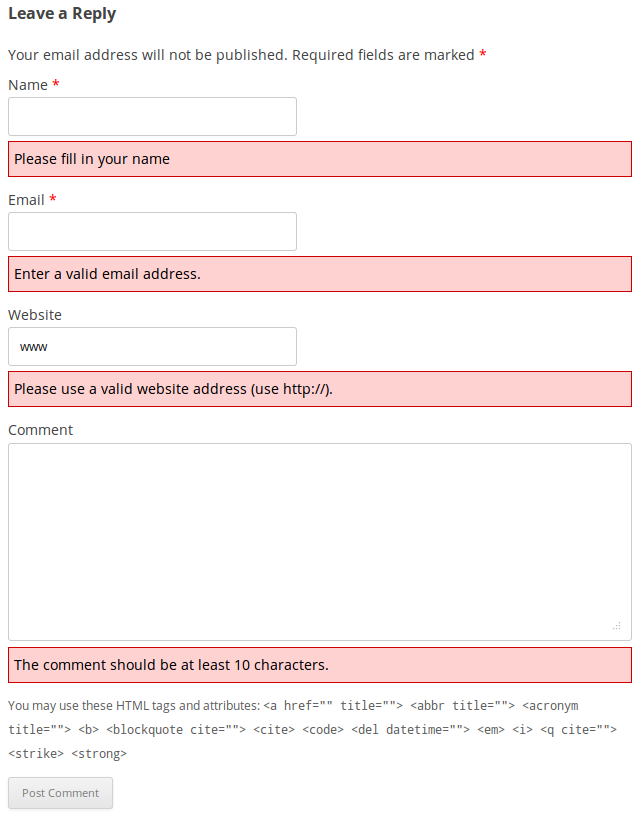 Leave a Reply
Your email address will not be published. Required fields are marked *
Name *
Please fill in your name
Email *
Enter a valid email address.
Website
www
Please use a valid website address (use http://).
Comment
The comment should be at least 10 characters.
You may use these HTML tags and attributes: <a href="" title=""> <abbr title=""> <acronym
title=""> <b> <blockquote cite=""> <cite> <code> <del datetime=""> <em> <i> <q cite="">
<strike> <strong>
Post Comment